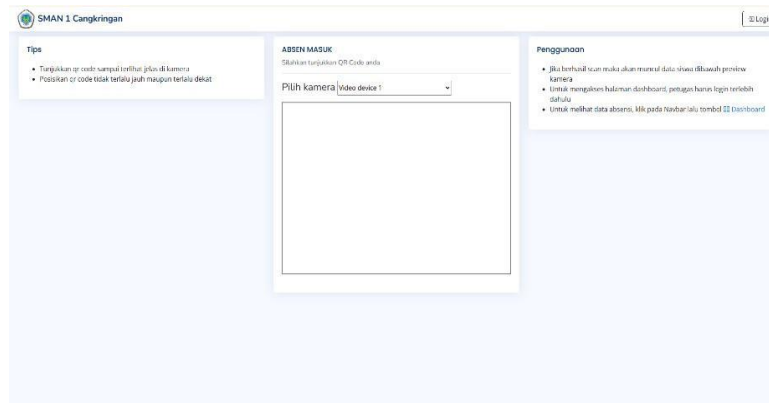 SMAN 1 Cangkringan
Login
Tips
Tunjukkan qr code sampai terlihat jelas di kamera
Posisikan qr code tidak terlalu jauh maupun terlalu dekat
ABSEN MASUK
Silahkan tunjukkan QR Code anda
Pilih kamera Video device 1
Penggunaan
Jika berhasil scan maka akan muncul data siswa dibawah preview
kamera
Untuk mengakses halaman dashboard, petugas harus login terlebih
dahulu
Untuk melihat data absensi, klik pada Navbar lalu tombol Dashboard